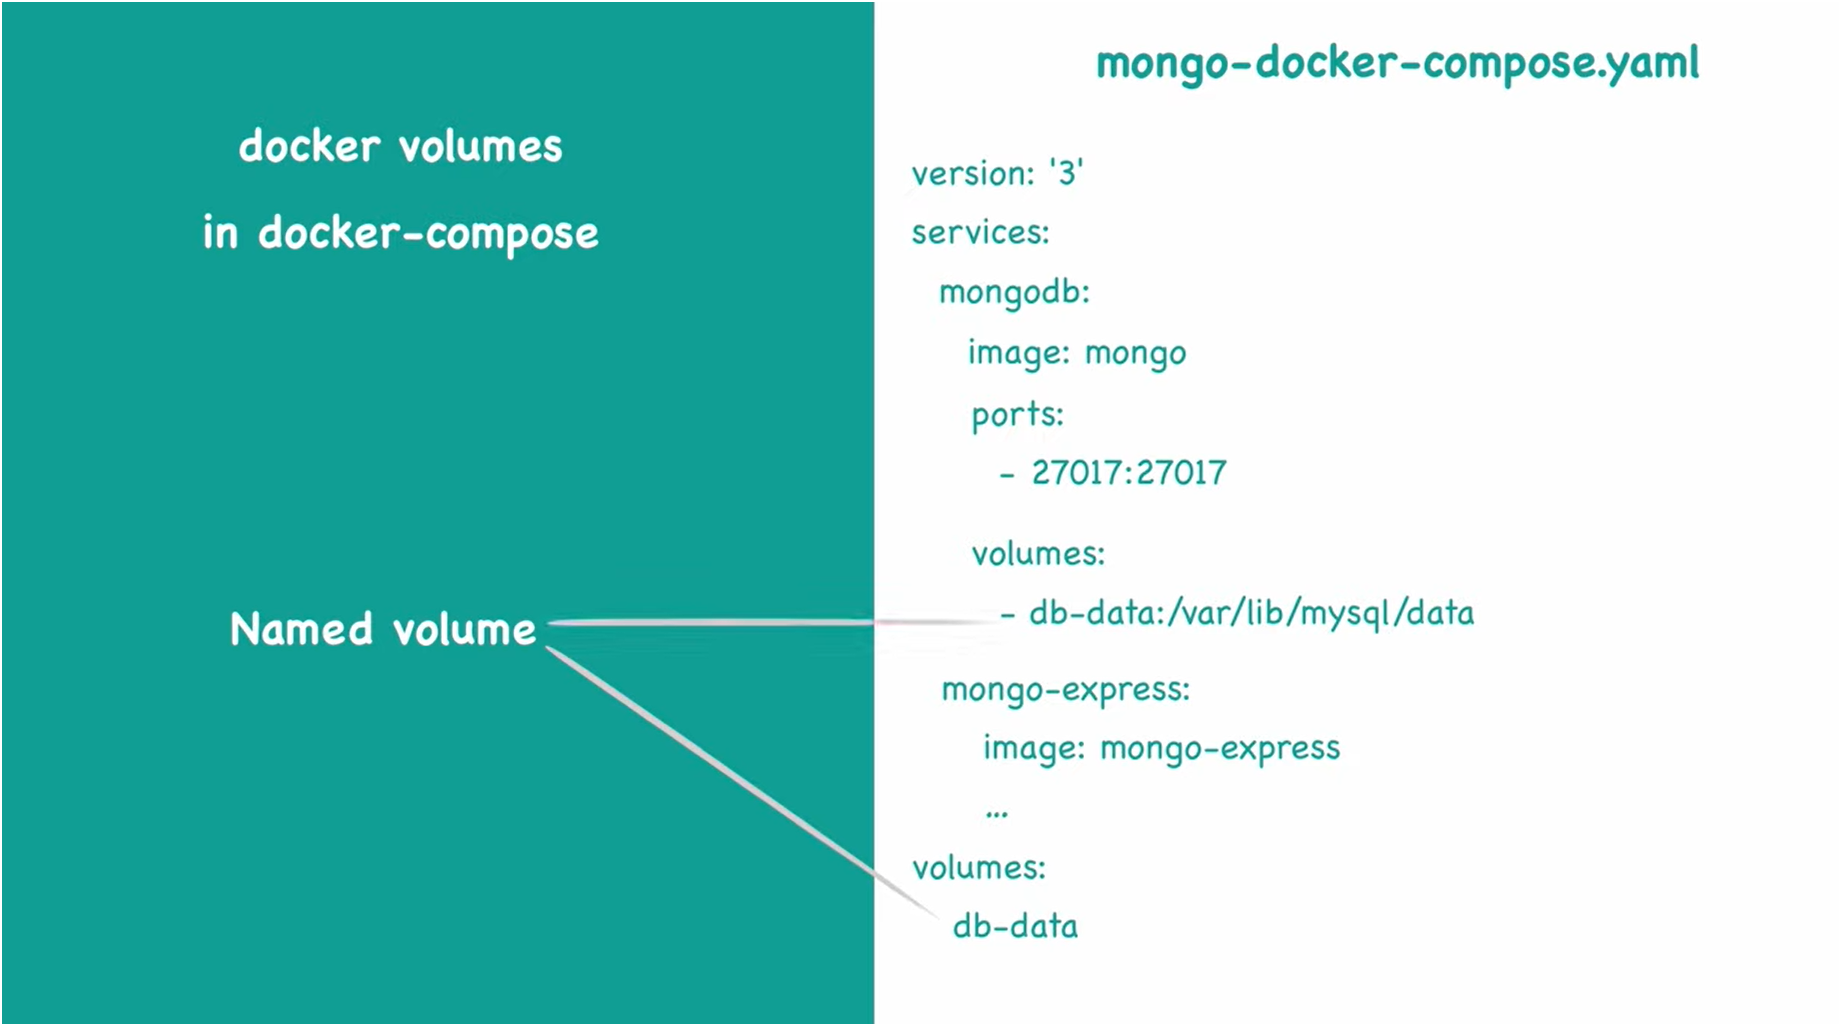 docker volumes
in docker-compose
Named volume
mongo-docker-compose.yaml
version: '3'
services:
mongodb:
image: mongo
ports:
- 27017:27017
volumes:
- db-data:/var/lib/mysql/data
mongo-express:
image: mongo-express
...
volumes:
db-data